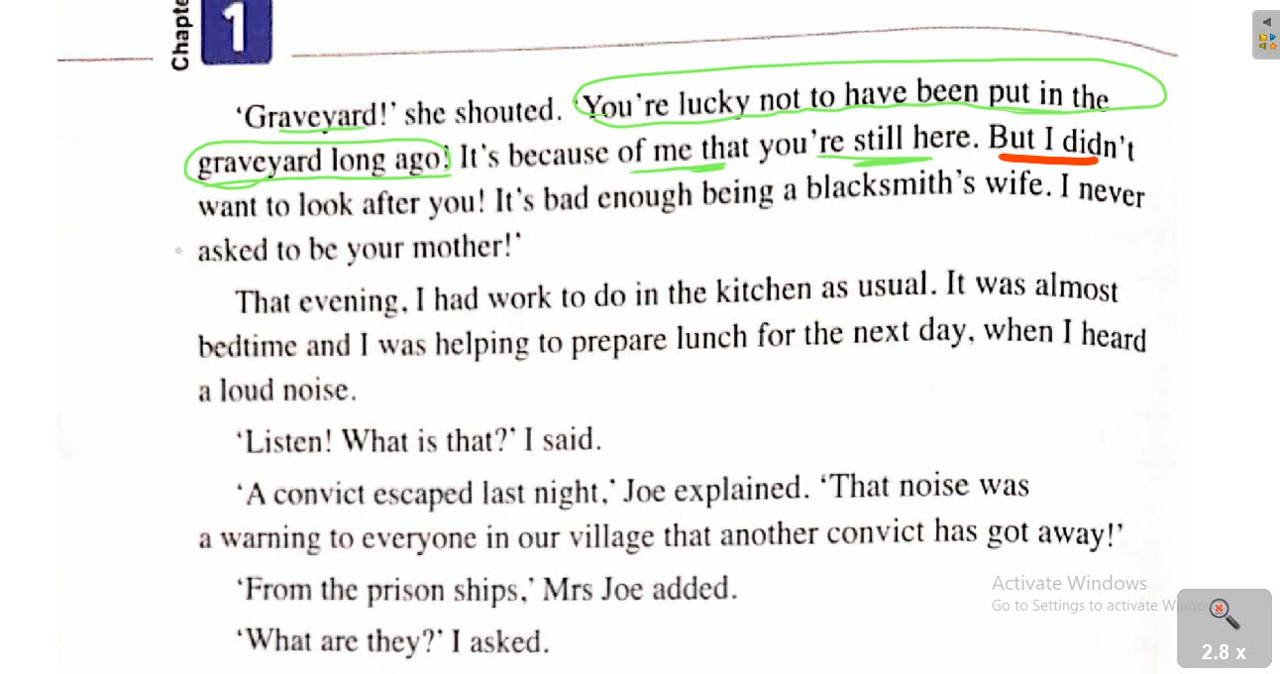 Chapte
1
‘Graveyard!’ she shouted. ‘You’re lucky not to have been put in the
graveyard long ago! It’s because of me that you’re still here. But I didn’t
want to look after you! It’s bad enough being a blacksmith’s wife. I never
asked to be your mother!’
That evening, I had work to do in the kitchen as usual. It was almost
bedtime and I was helping to prepare lunch for the next day, when I heard
a loud noise.
‘Listen! What is that?’ I said.
‘A convict escaped last night,’ Joe explained. ‘That noise was
a warning to everyone in our village that another convict has got away!’
‘From the prison ships,’ Mrs Joe added.
‘What are they?’ I asked.
Activate Windows
Go to Settings to activate Windows
2.8 x